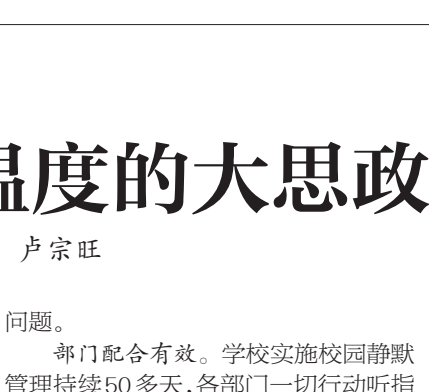 温度的大思政
卢宗旺
问题。
部门配合有效。学校实施校园静默
管理持续50多天,各部门一切行动听指